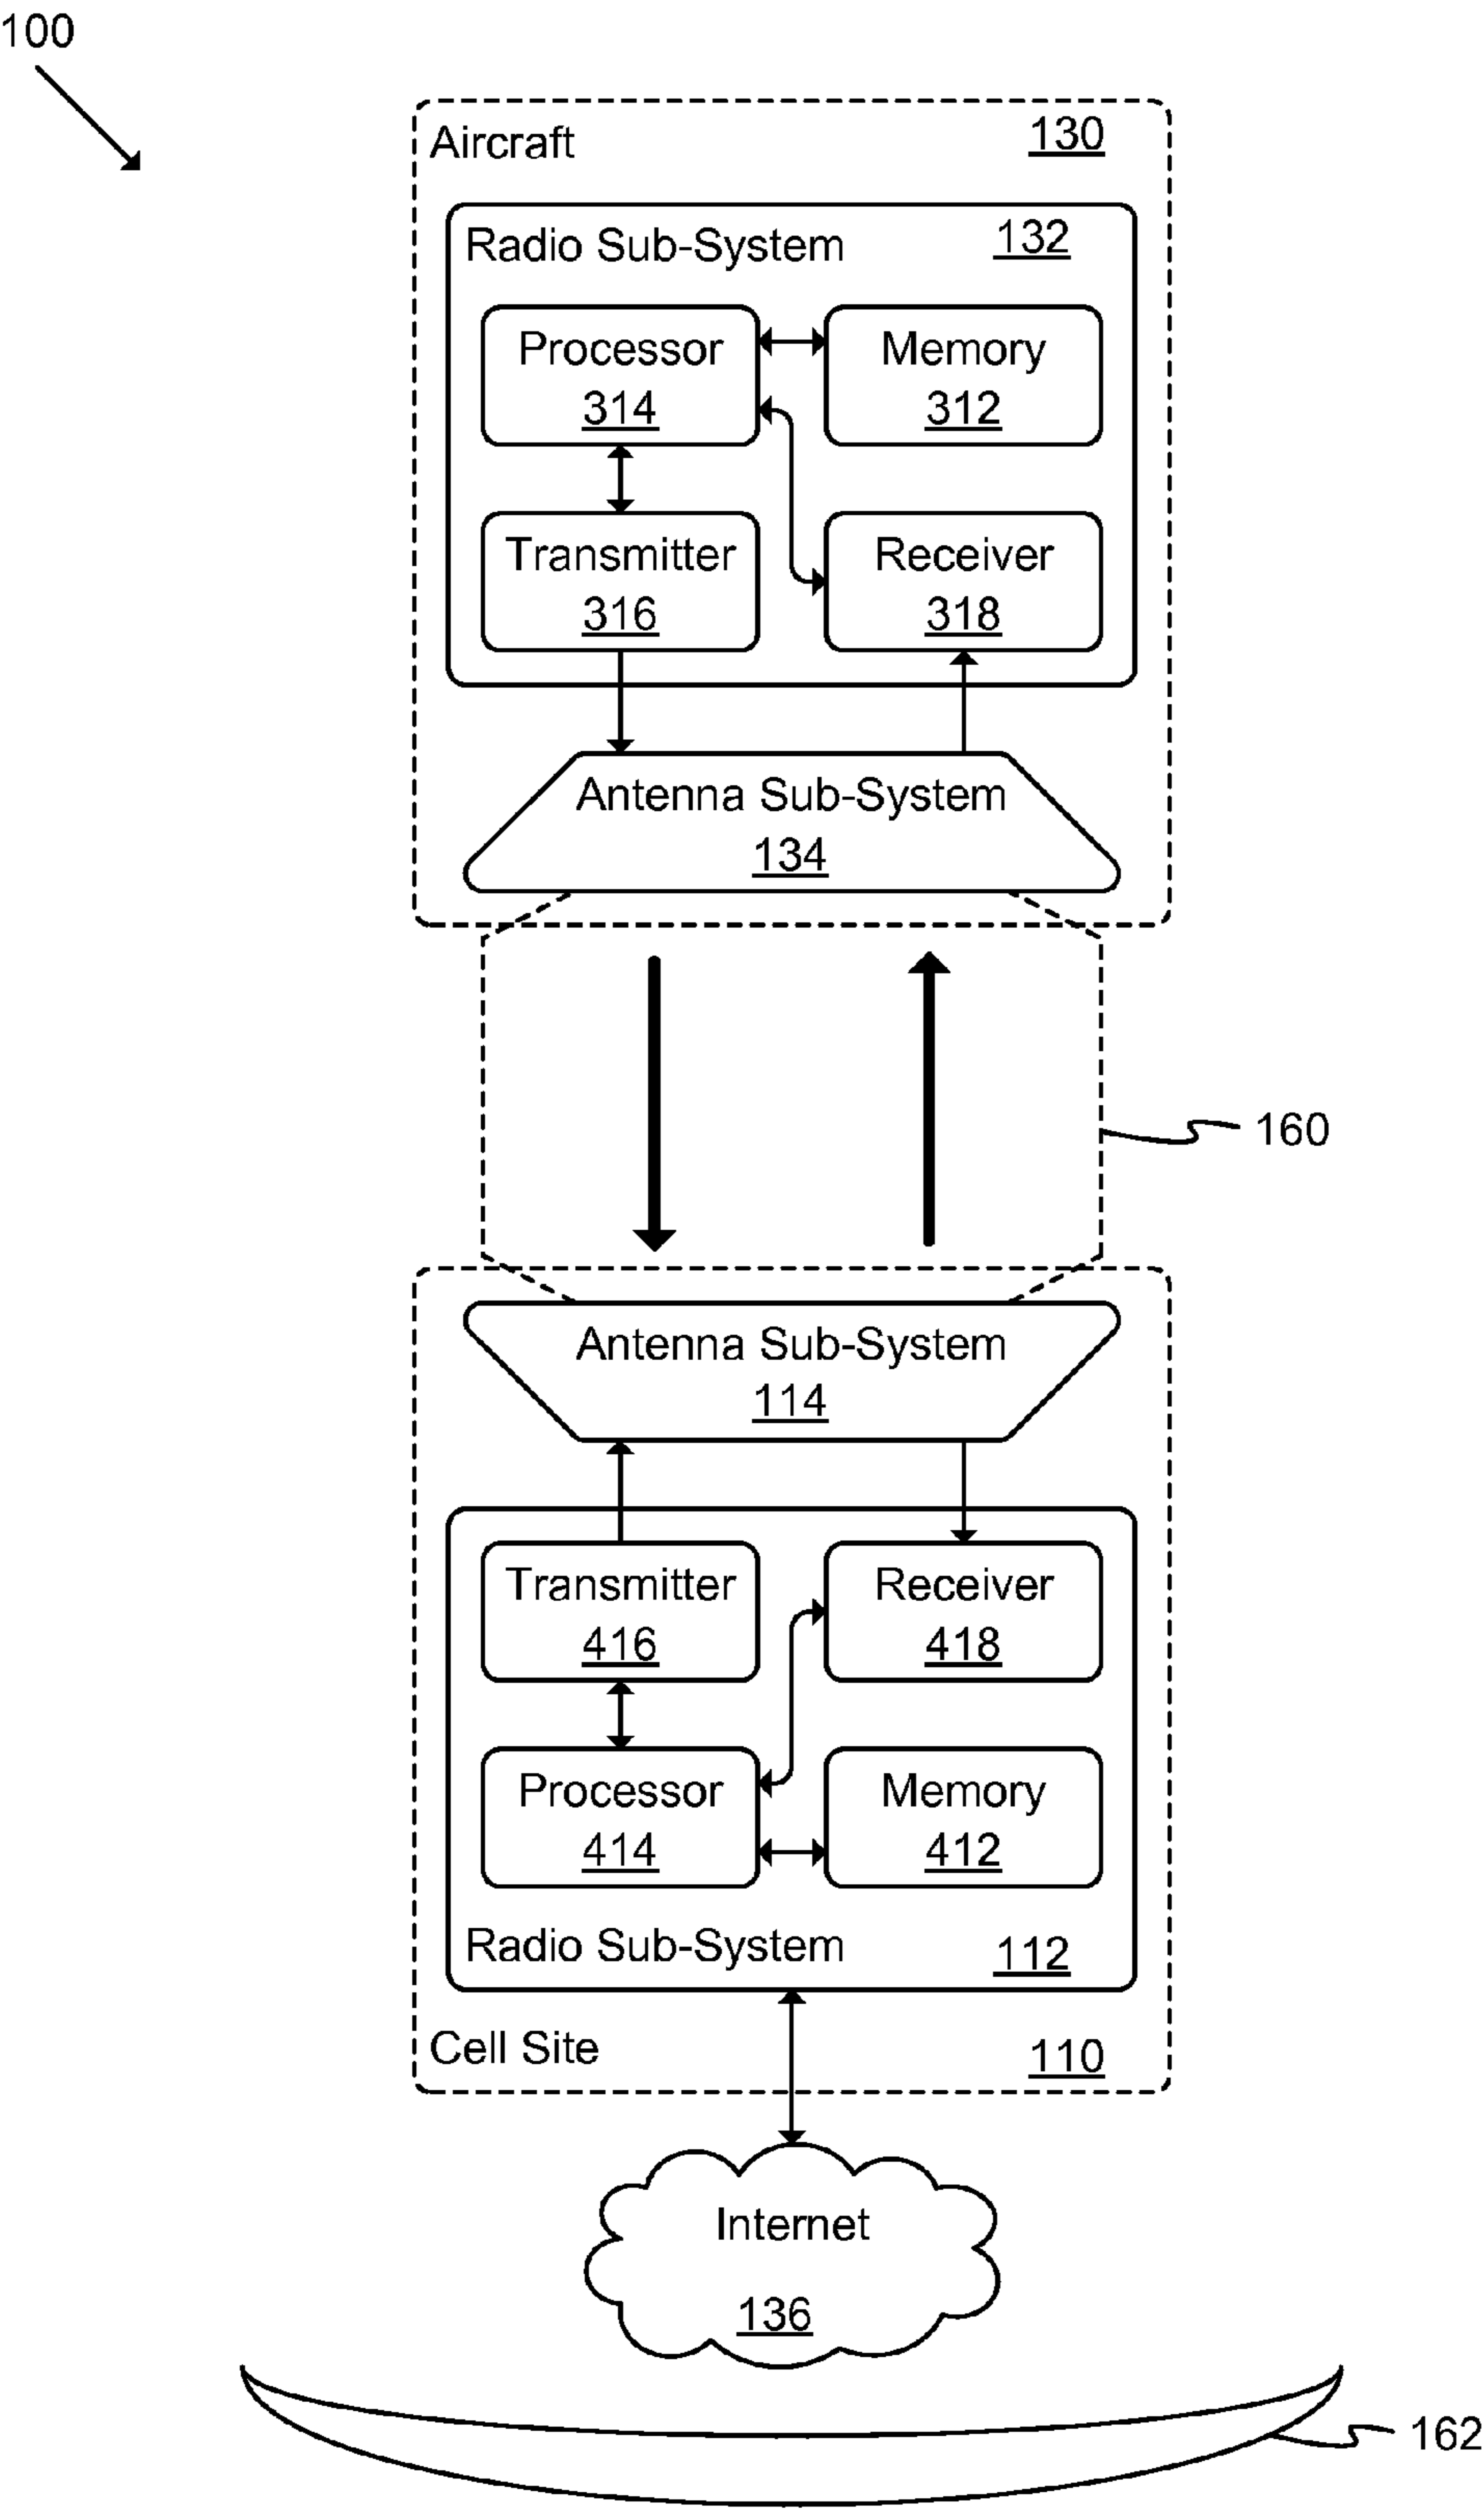 100
Aircraft 130
Radio Sub-System 132
Processor Memory
314 312
Transmitter Receiver
316 318
Antenna Sub-System
134
160
Antenna Sub-System
114
Transmitter Receiver
416 418
Processor Memory
414 412
Radio Sub-System 112
Cell Site 110
Internet
136
162